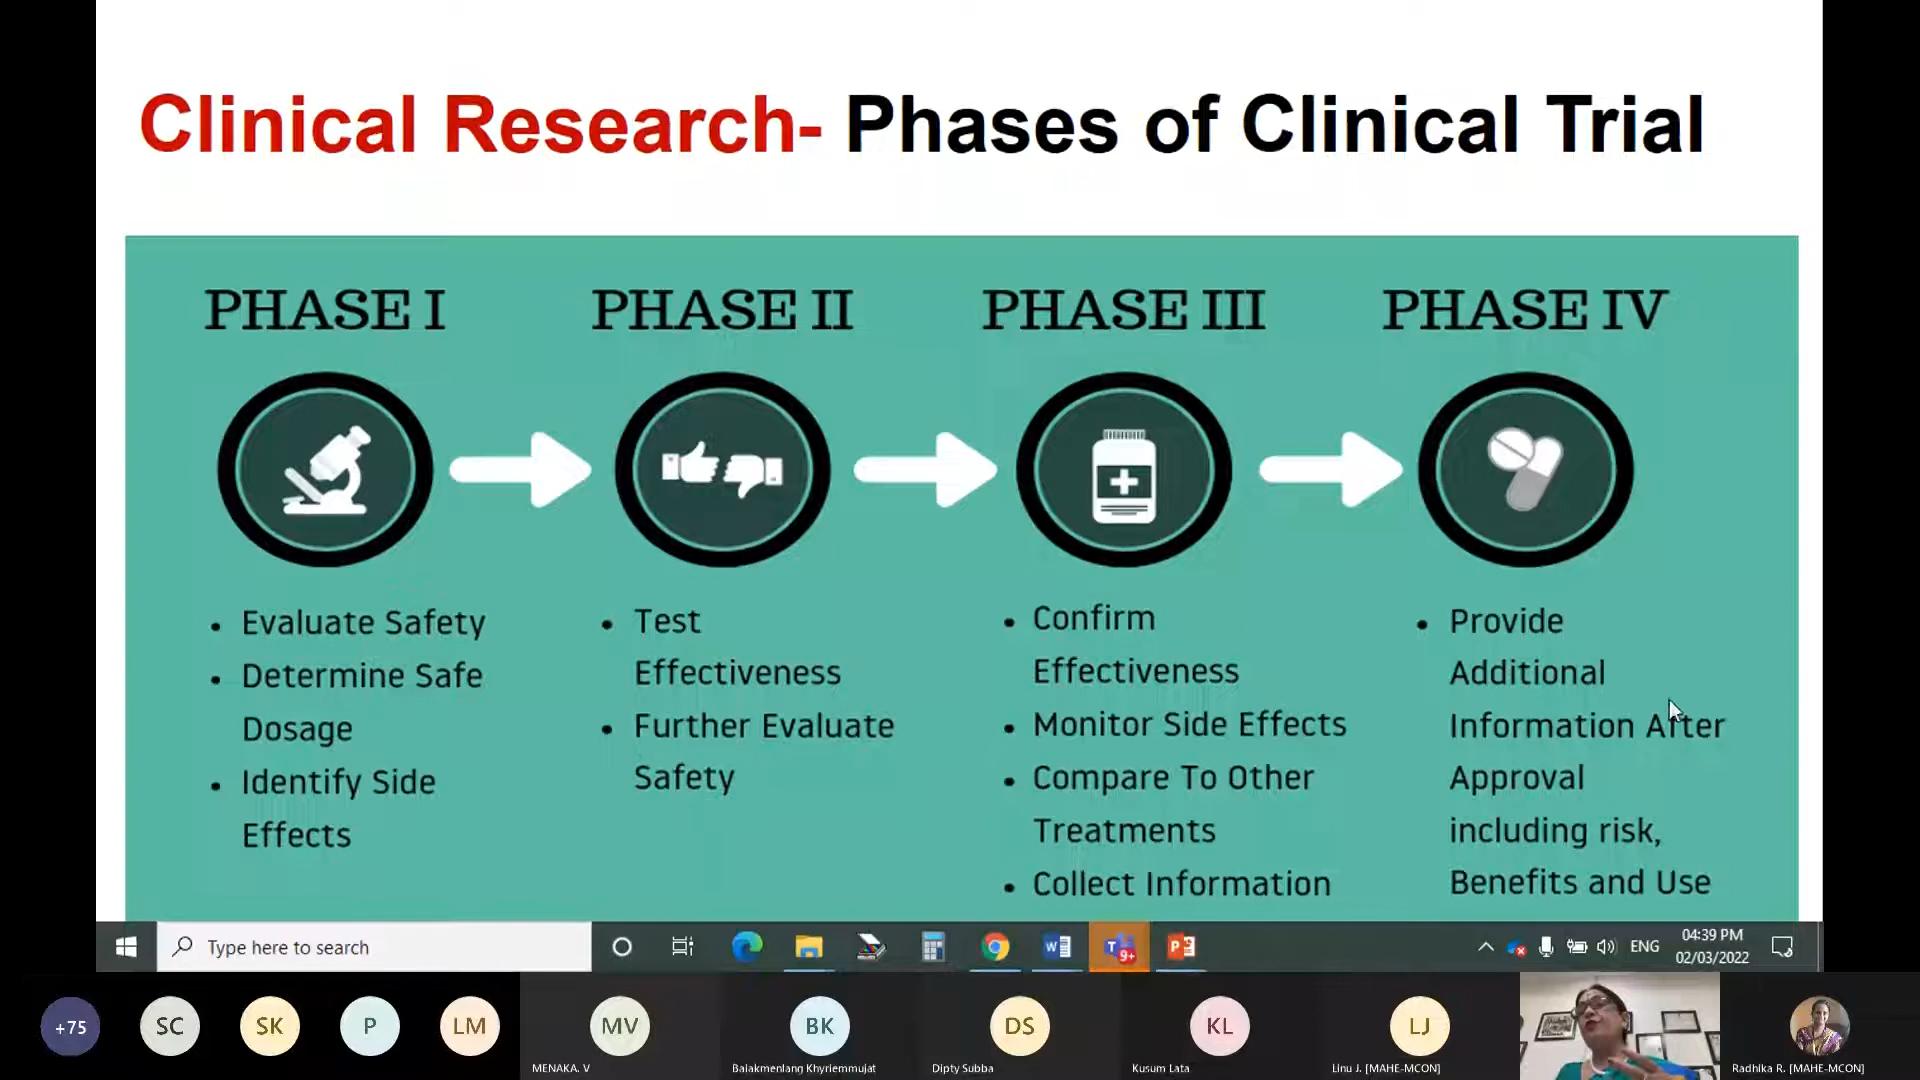 Clinical Research- Phases of Clinical Trial
PHASE I
PHASE II
PHASE III
PHASE IV
• Evaluate Safety
• Determine Safe
Dosage
• Identify Side
Effects
• Test
Effectiveness
• Further Evaluate
Safety
• Confirm
Effectiveness
• Monitor Side Effects
• Compare To Other
Treatments
• Collect Information
• Provide
Additional
Information After
Approval
including risk,
Benefits and Use
Type here to search
9+
ENG
04:39 PM
02/03/2022
+75
SC
SK
P
LM
MV
MENAKA. V
BK
Balakmenlang Khyriemmujat
DS
Dipty Subba
KL
Kusum Lata
LJ
Linu J. [MAHE-MCON]
Radhika R. [MAHE-MCON]